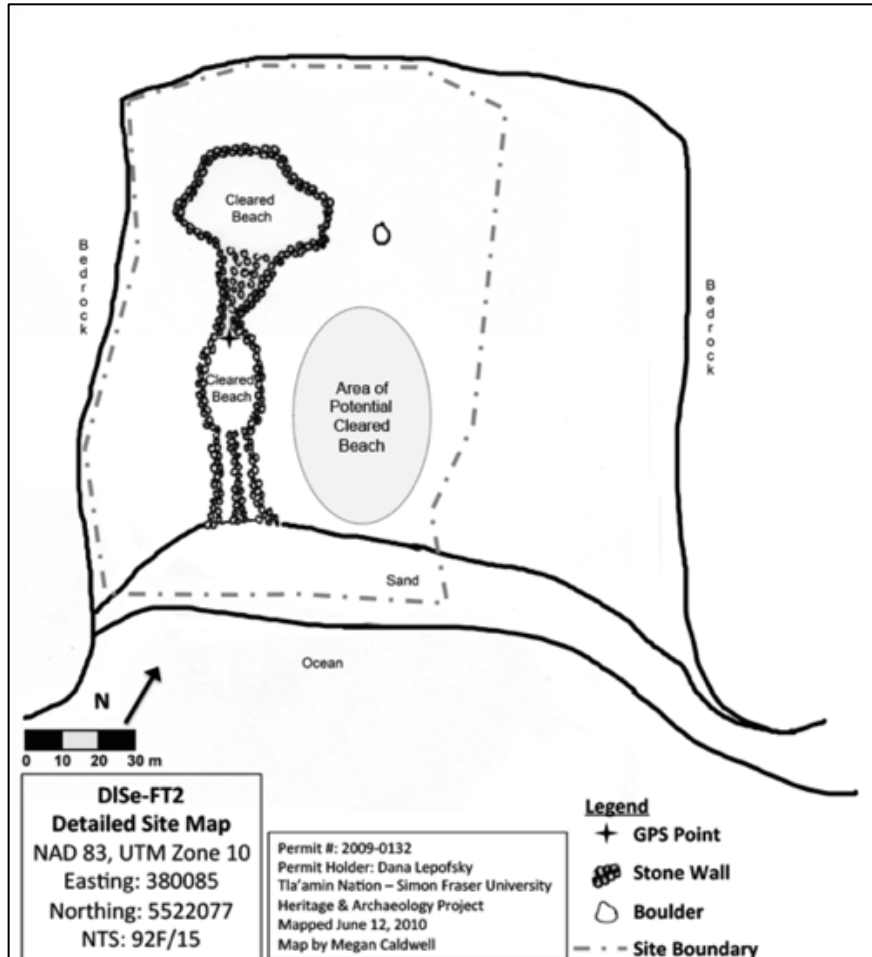 Cleared
Beach
Bedrock
Bedrock
Cleared
Beach
Area of
Potential
Cleared
Beach
Sand
Ocean
N
0 10 20 30 m
DlSe-FT2
Detailed Site Map
NAD 83, UTM Zone 10
Easting: 380085
Northing: 5522077
NTS: 92F/15
Permit #: 2009-0132
Permit Holder: Dana Lepofsky
Tla'amin Nation – Simon Fraser University
Heritage & Archaeology Project
Mapped June 12, 2010
Map by Megan Caldwell
Legend
GPS Point
Stone Wall
Boulder
Site Boundary